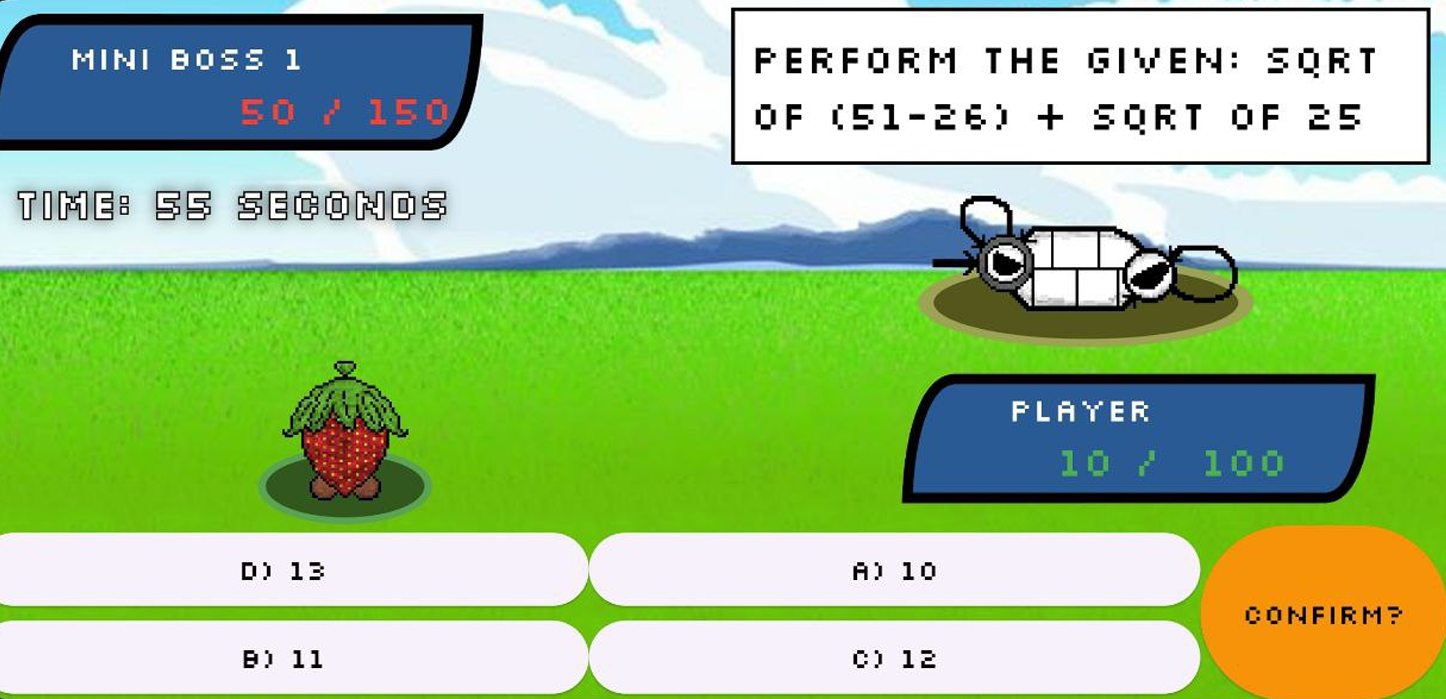 MINI BOSS 1
50 / 150
PERFORM THE GIVEN: SQRT
OF (51-26) + SQRT OF 25
TIME: 55 SECONDS
PLAYER
10 / 100
D) 13
A) 10
B) 11
C) 12
CONFIRM?